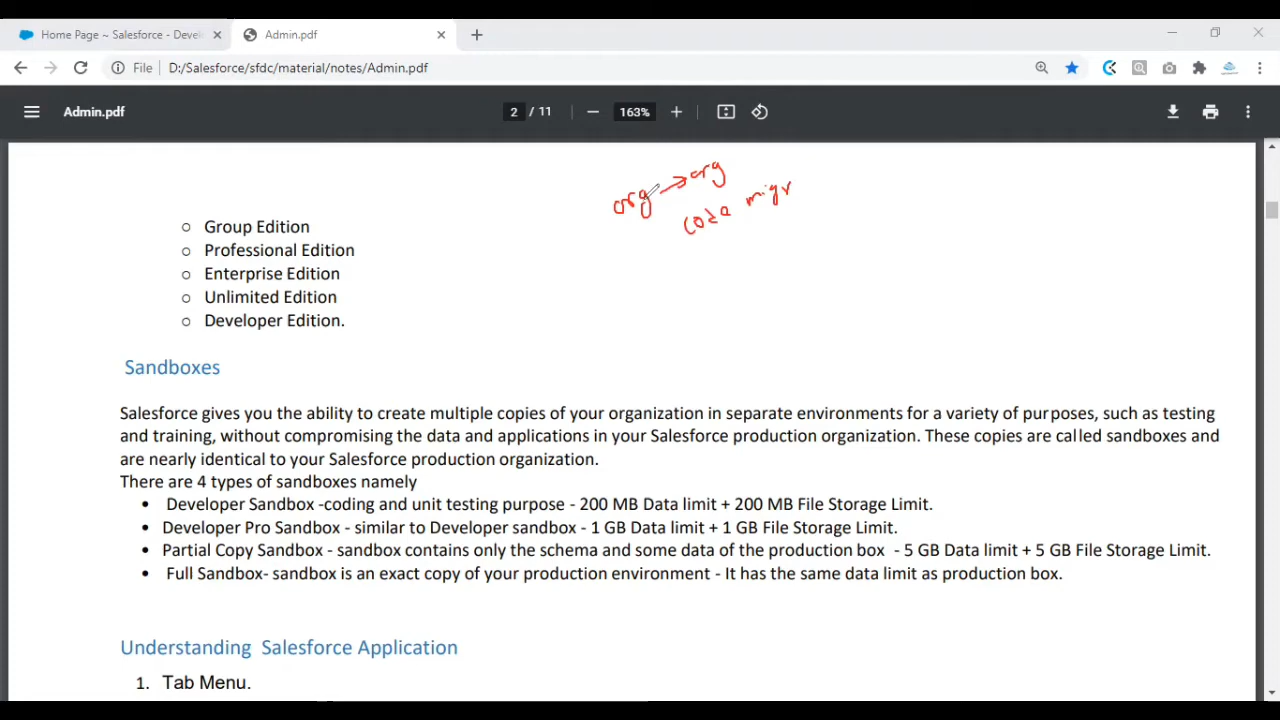 Home Page ~ Salesforce - Devel
Admin.pdf
File D:/Salesforce/sfdc/material/notes/Admin.pdf
Admin.pdf
2 / 11
163%
org → org
code migr
○ Group Edition
○ Professional Edition
○ Enterprise Edition
○ Unlimited Edition
○ Developer Edition.
Sandboxes
Salesforce gives you the ability to create multiple copies of your organization in separate environments for a variety of purposes, such as testing
and training, without compromising the data and applications in your Salesforce production organization. These copies are called sandboxes and
are nearly identical to your Salesforce production organization.
There are 4 types of sandboxes namely
• Developer Sandbox -coding and unit testing purpose - 200 MB Data limit + 200 MB File Storage Limit.
• Developer Pro Sandbox - similar to Developer sandbox - 1 GB Data limit + 1 GB File Storage Limit.
• Partial Copy Sandbox - sandbox contains only the schema and some data of the production box - 5 GB Data limit + 5 GB File Storage Limit.
• Full Sandbox- sandbox is an exact copy of your production environment - It has the same data limit as production box.
Understanding Salesforce Application
1. Tab Menu.